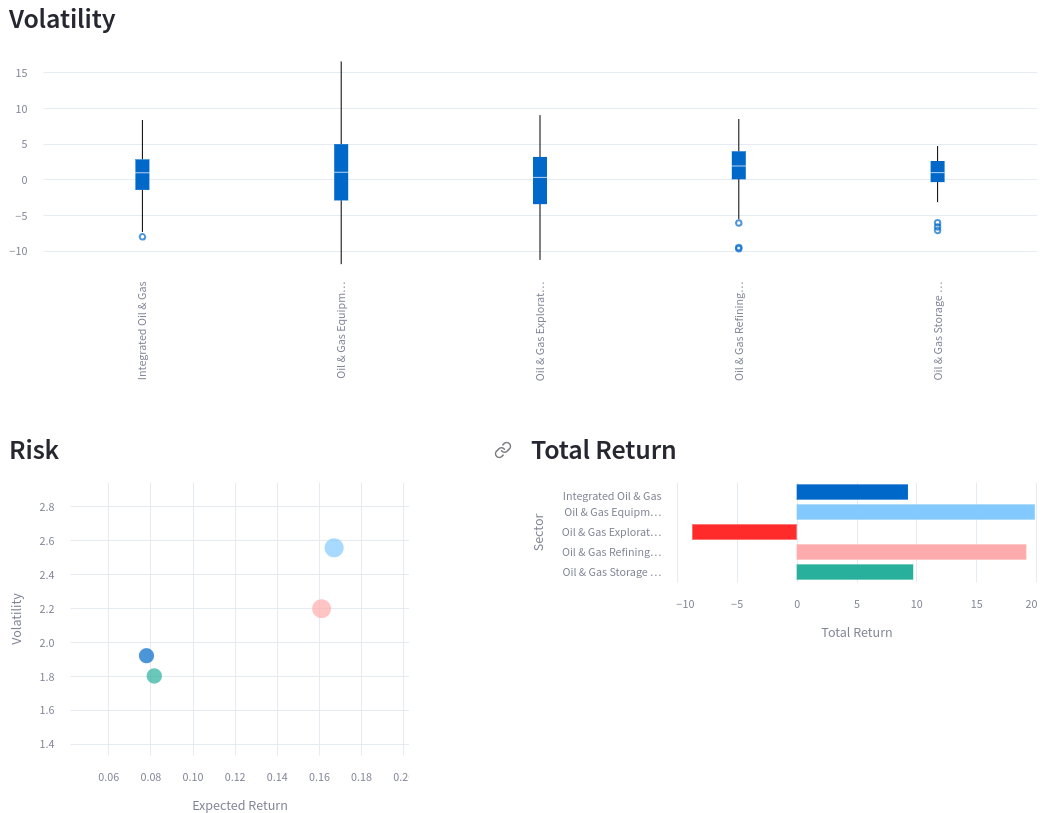 Volatility
15
10
5
0
−5
−10
Integrated Oil & Gas
Oil & Gas Equipm…
Oil & Gas Explorat…
Oil & Gas Refining…
Oil & Gas Storage …
Risk
2.8
2.6
2.4
2.2
2.0
1.8
1.6
1.4
Volatility
0.06 0.08 0.10 0.12 0.14 0.16 0.18 0.2
Expected Return
Total Return
Sector
Integrated Oil & Gas
Oil & Gas Equipm…
Oil & Gas Explorat…
Oil & Gas Refining…
Oil & Gas Storage …
−10 −5 0 5 10 15 20
Total Return